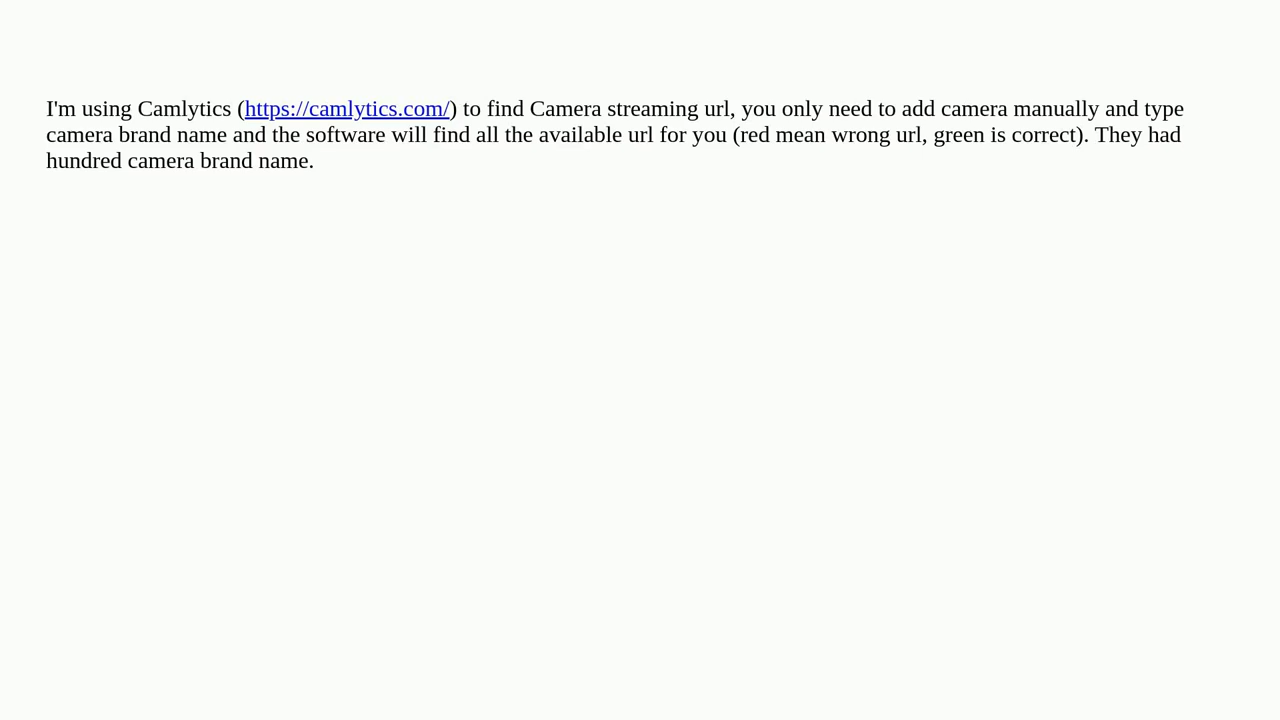 I'm using Camlytics (https://camlytics.com/) to find Camera streaming url, you only need to add camera manually and type
camera brand name and the software will find all the available url for you (red mean wrong url, green is correct). They had
hundred camera brand name.